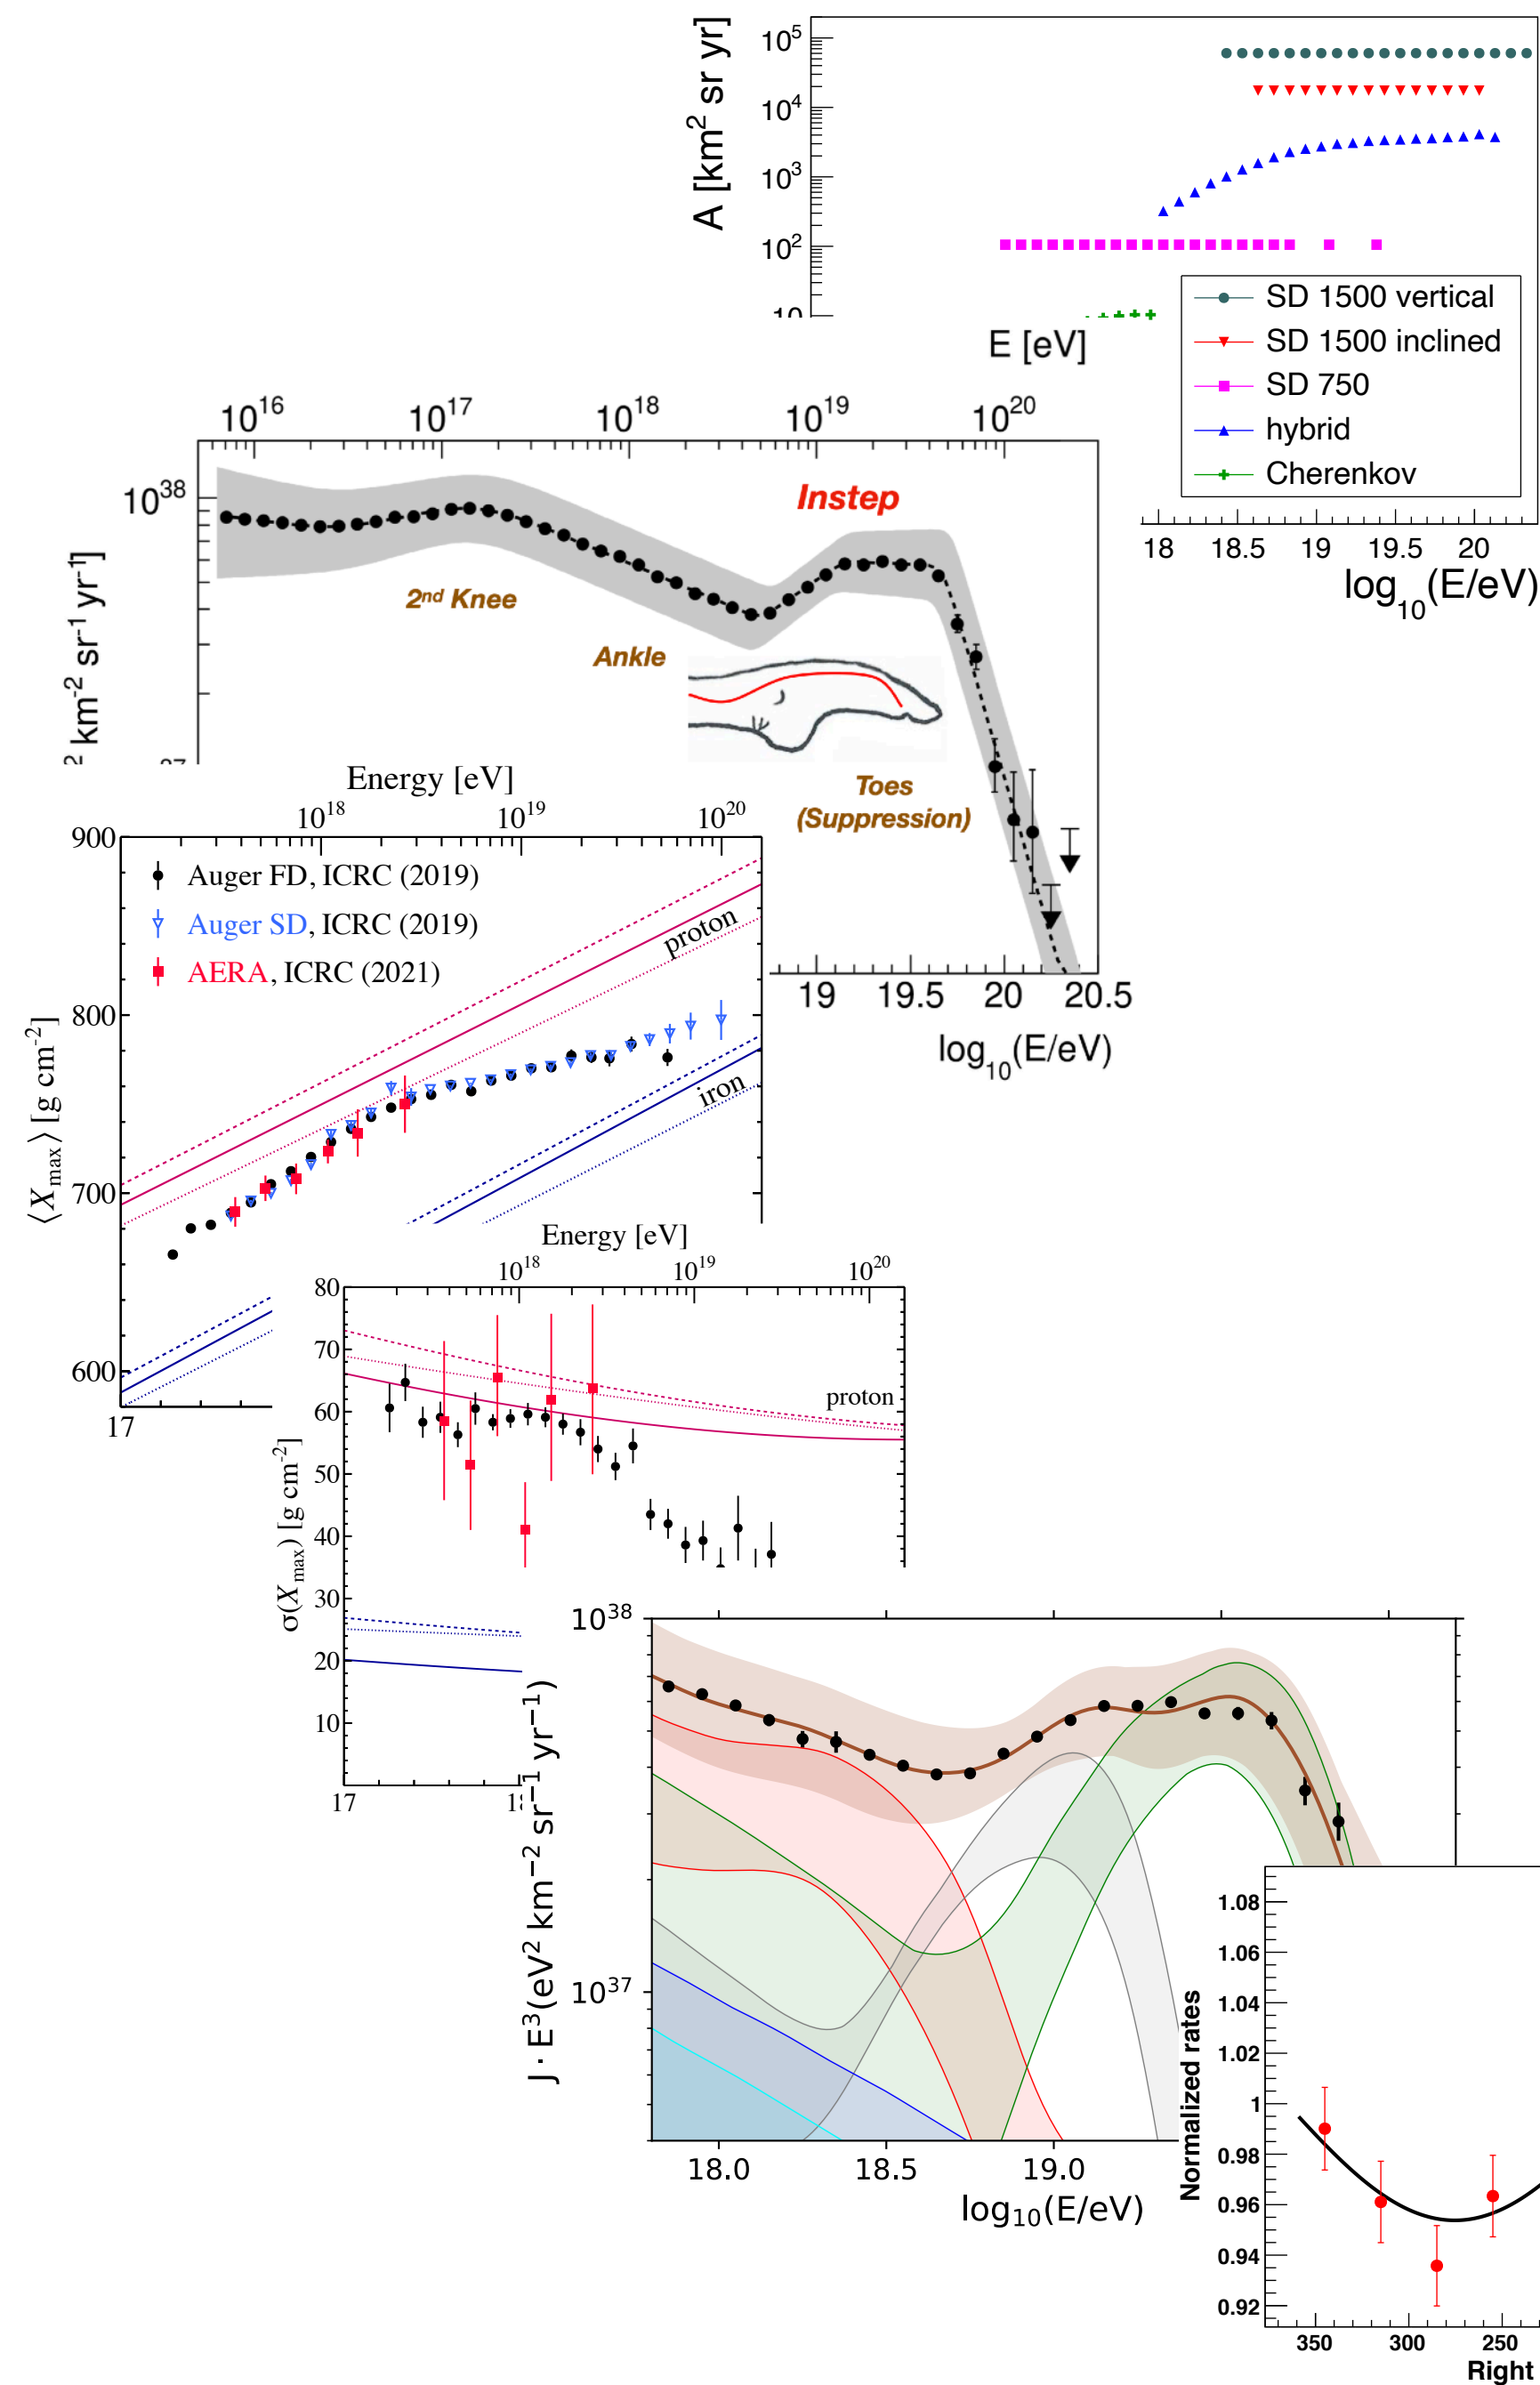 A [km² sr yr]
10⁵
10⁴
10³
10²
10
SD 1500 vertical
SD 1500 inclined
SD 750
hybrid
Cherenkov
18 18.5 19 19.5 20
log₁₀(E/eV)
E [eV]
10¹⁶ 10¹⁷ 10¹⁸ 10¹⁹ 10²⁰
10³⁸
² km⁻² sr⁻¹ yr⁻¹]
Instep
2nd Knee
Ankle
Toes
(Suppression)
19 19.5 20 20.5
log₁₀(E/eV)
Energy [eV]
10¹⁸ 10¹⁹ 10²⁰
900
800
700
600
⟨Xmax⟩ [g cm⁻²]
Auger FD, ICRC (2019)
Auger SD, ICRC (2019)
AERA, ICRC (2021)
proton
iron
17
Energy [eV]
10¹⁸ 10¹⁹ 10²⁰
80
70
60
50
40
30
20
10
σ(Xmax) [g cm⁻²]
proton
17
10³⁸
10³⁷
J · E³(eV² km⁻² sr⁻¹ yr⁻¹)
18.0 18.5 19.0
log₁₀(E/eV)
Normalized rates
1.08
1.06
1.04
1.02
1
0.98
0.96
0.94
0.92
350 300 250
Right